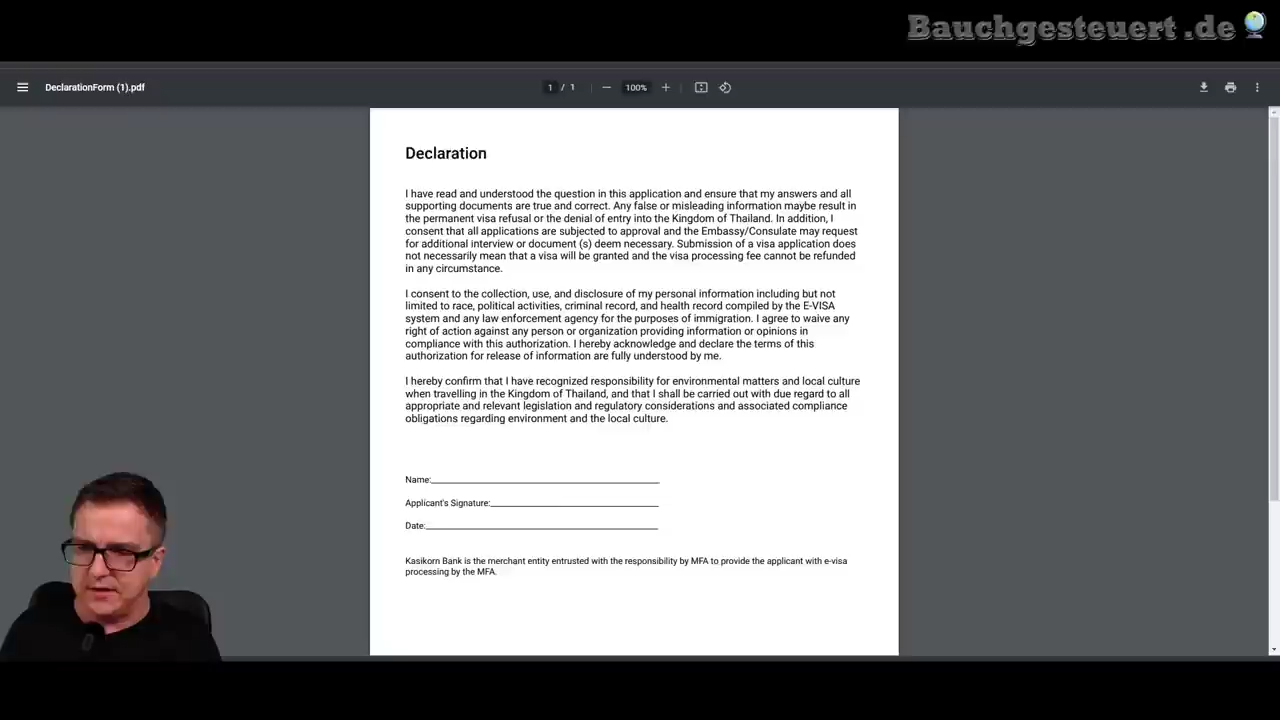 Bauchgesteuert .de
DeclarationForm (1).pdf
1 / 1
100%
Declaration
I have read and understood the question in this application and ensure that my answers and all
supporting documents are true and correct. Any false or misleading information maybe result in
the permanent visa refusal or the denial of entry into the Kingdom of Thailand. In addition, I
consent that all applications are subjected to approval and the Embassy/Consulate may request
for additional interview or document (s) deem necessary. Submission of a visa application does
not necessarily mean that a visa will be granted and the visa processing fee cannot be refunded
in any circumstance.
I consent to the collection, use, and disclosure of my personal information including but not
limited to race, political activities, criminal record, and health record compiled by the E-VISA
system and any law enforcement agency for the purposes of immigration. I agree to waive any
right of action against any person or organization providing information or opinions in
compliance with this authorization. I hereby acknowledge and declare the terms of this
authorization for release of information are fully understood by me.
I hereby confirm that I have recognized responsibility for environmental matters and local culture
when travelling in the Kingdom of Thailand, and that I shall be carried out with due regard to all
appropriate and relevant legislation and regulatory considerations and associated compliance
obligations regarding environment and the local culture.
Name:
Applicant's Signature:
Date:
Kasikorn Bank is the merchant entity entrusted with the responsibility by MFA to provide the applicant with e-visa
processing by the MFA.